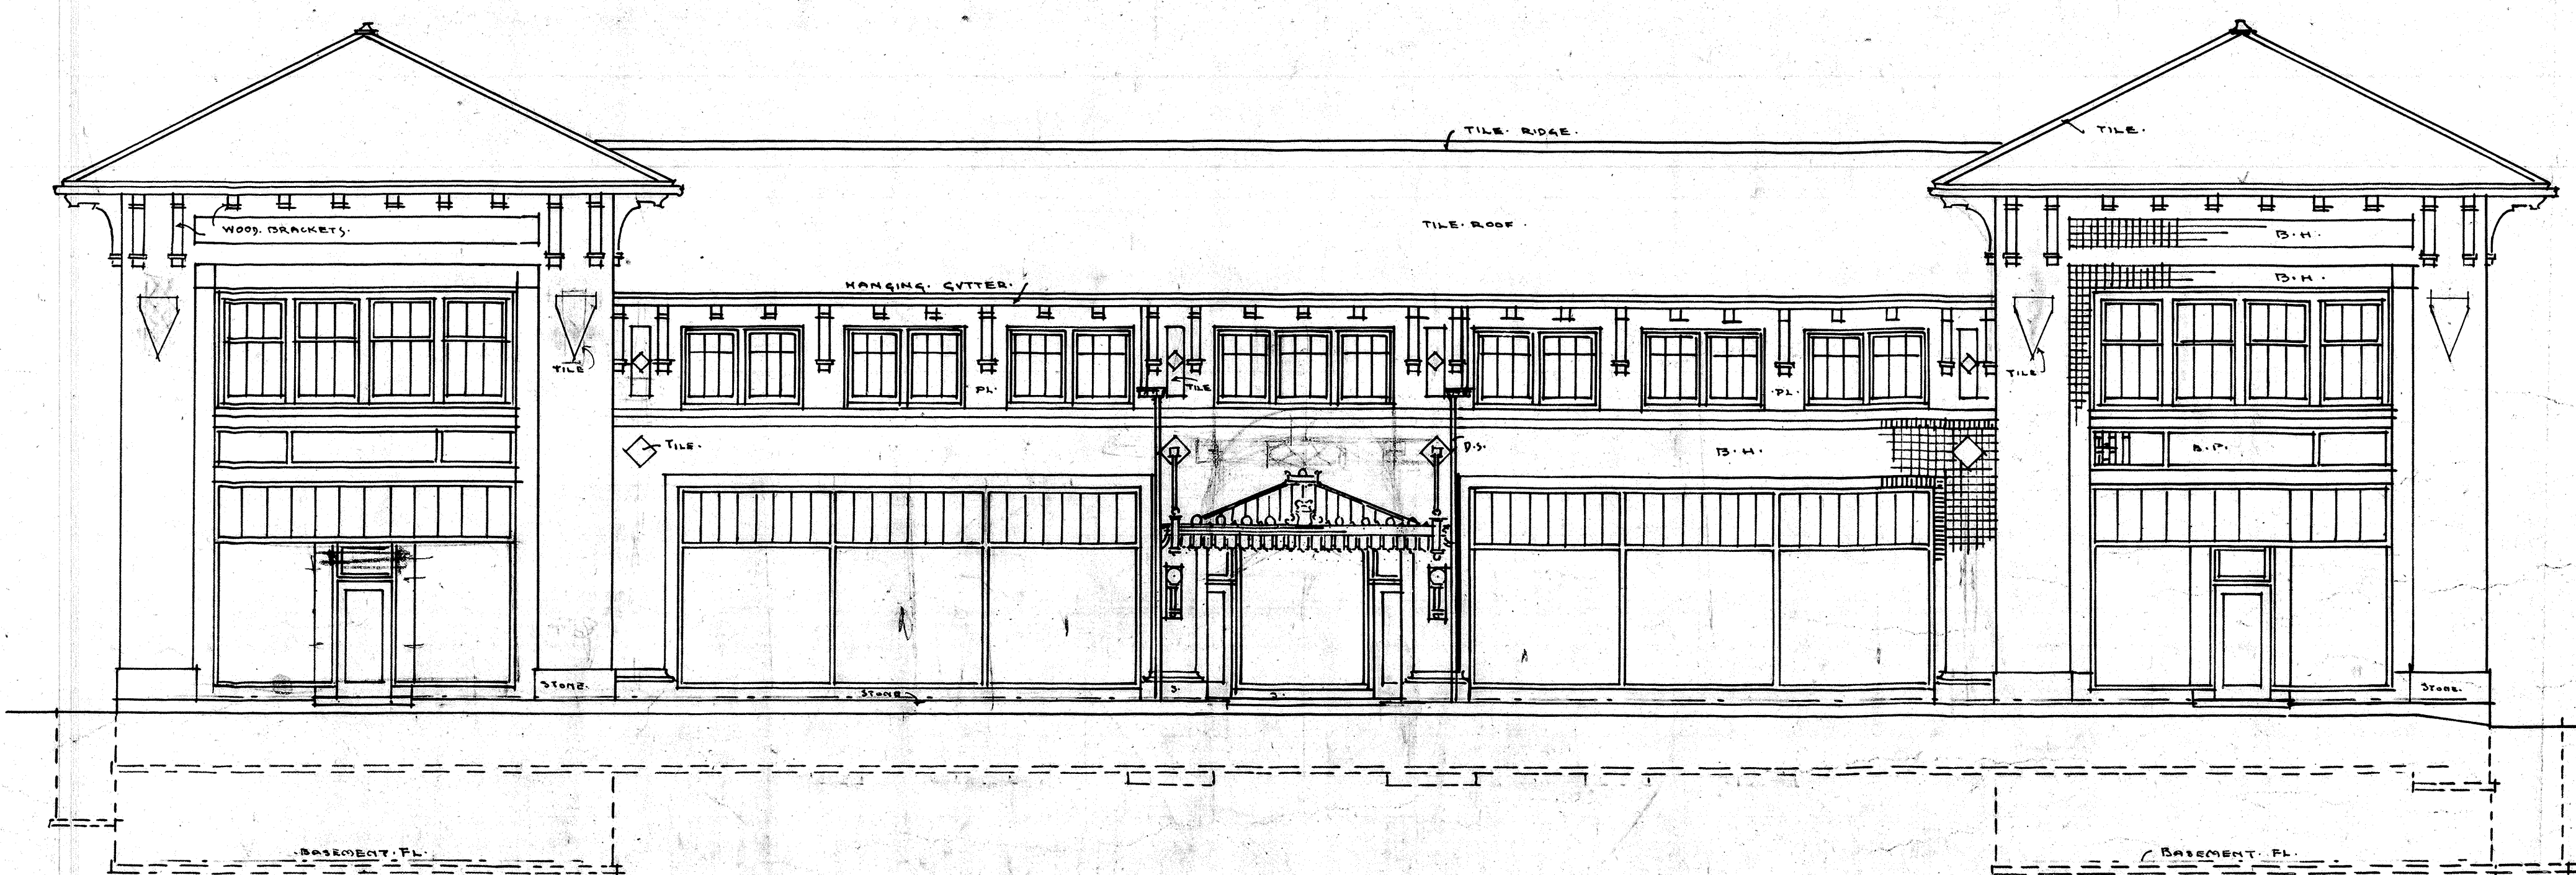 TILE. RIDGE.
TILE.
WOOD. BRACKETS.
TILE. ROOF.
B.H.
B.H.
HANGING. GVTTER.
TILE
TILE
TILE
PL.
PL.
TILE.
D.S.
B.H.
B.P.
STONE.
STONE
S.
S.
STONE.
BASEMENT. FL.
BASEMENT. FL.